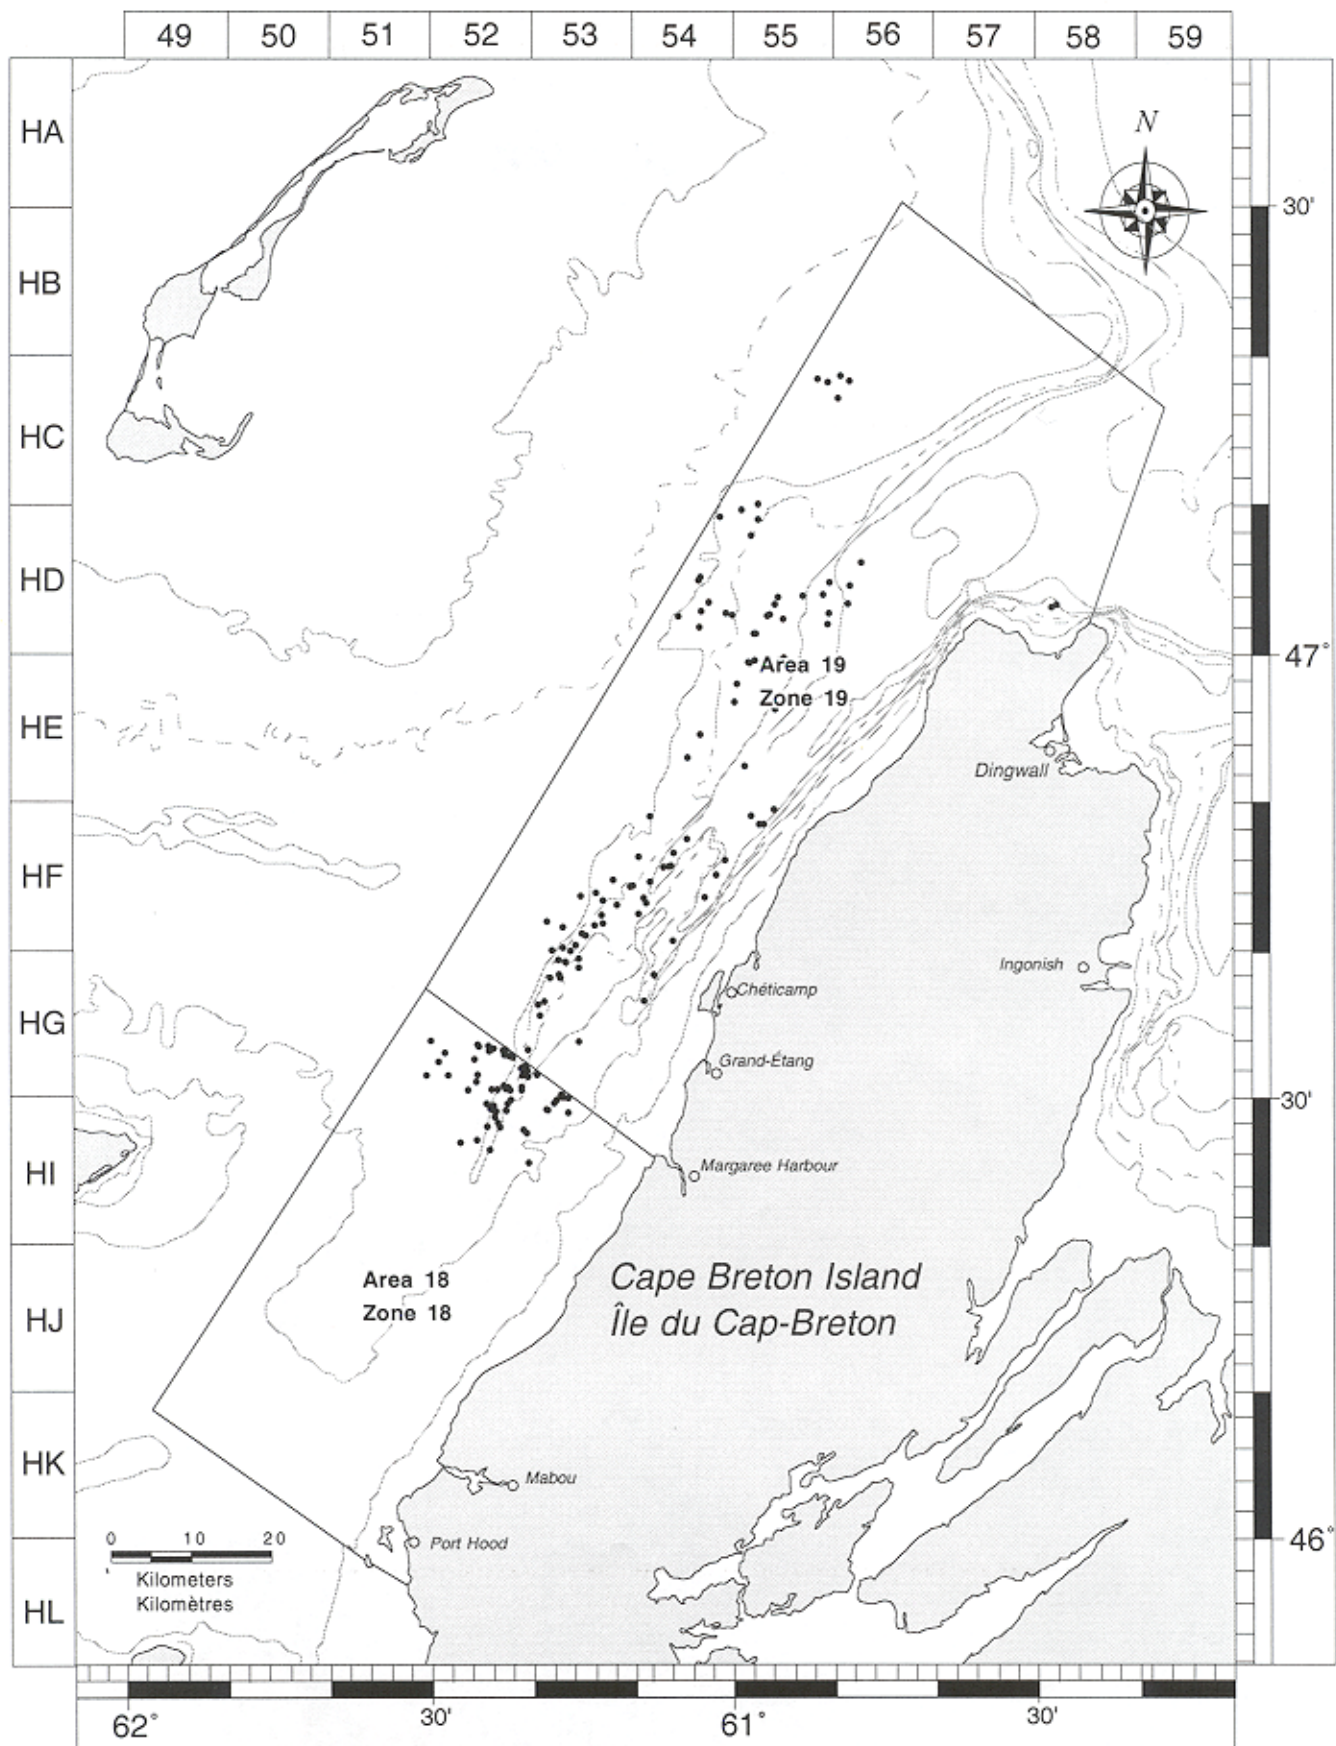 49 50 51 52 53 54 55 56 57 58 59
HA
N
30'
HB
HC
HD
47°
Area 19
Zone 19
HE
Dingwall
HF
Ingonish
Chéticamp
HG
Grand-Étang
30'
HI
Margaree Harbour
Area 18
Zone 18
Cape Breton Island
Île du Cap-Breton
HJ
HK
Mabou
0 10 20
46°
Port Hood
Kilometers
Kilomètres
HL
62° 30' 61° 30'